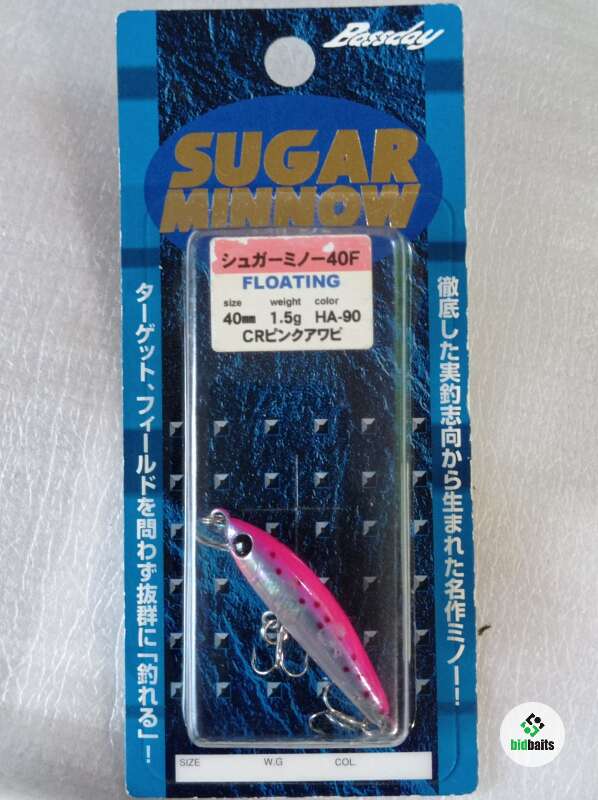 Bassday
SUGAR
MINNOW
シュガーミノー40F
FLOATING
size weight color
40mm 1.5g HA-90
CRピンクアワビ
徹底した実釣志向から生まれた名作ミノー!!
ターゲット、フィールドを問わず抜群に「釣れる」!
SIZE W.G COL.
bidbaits